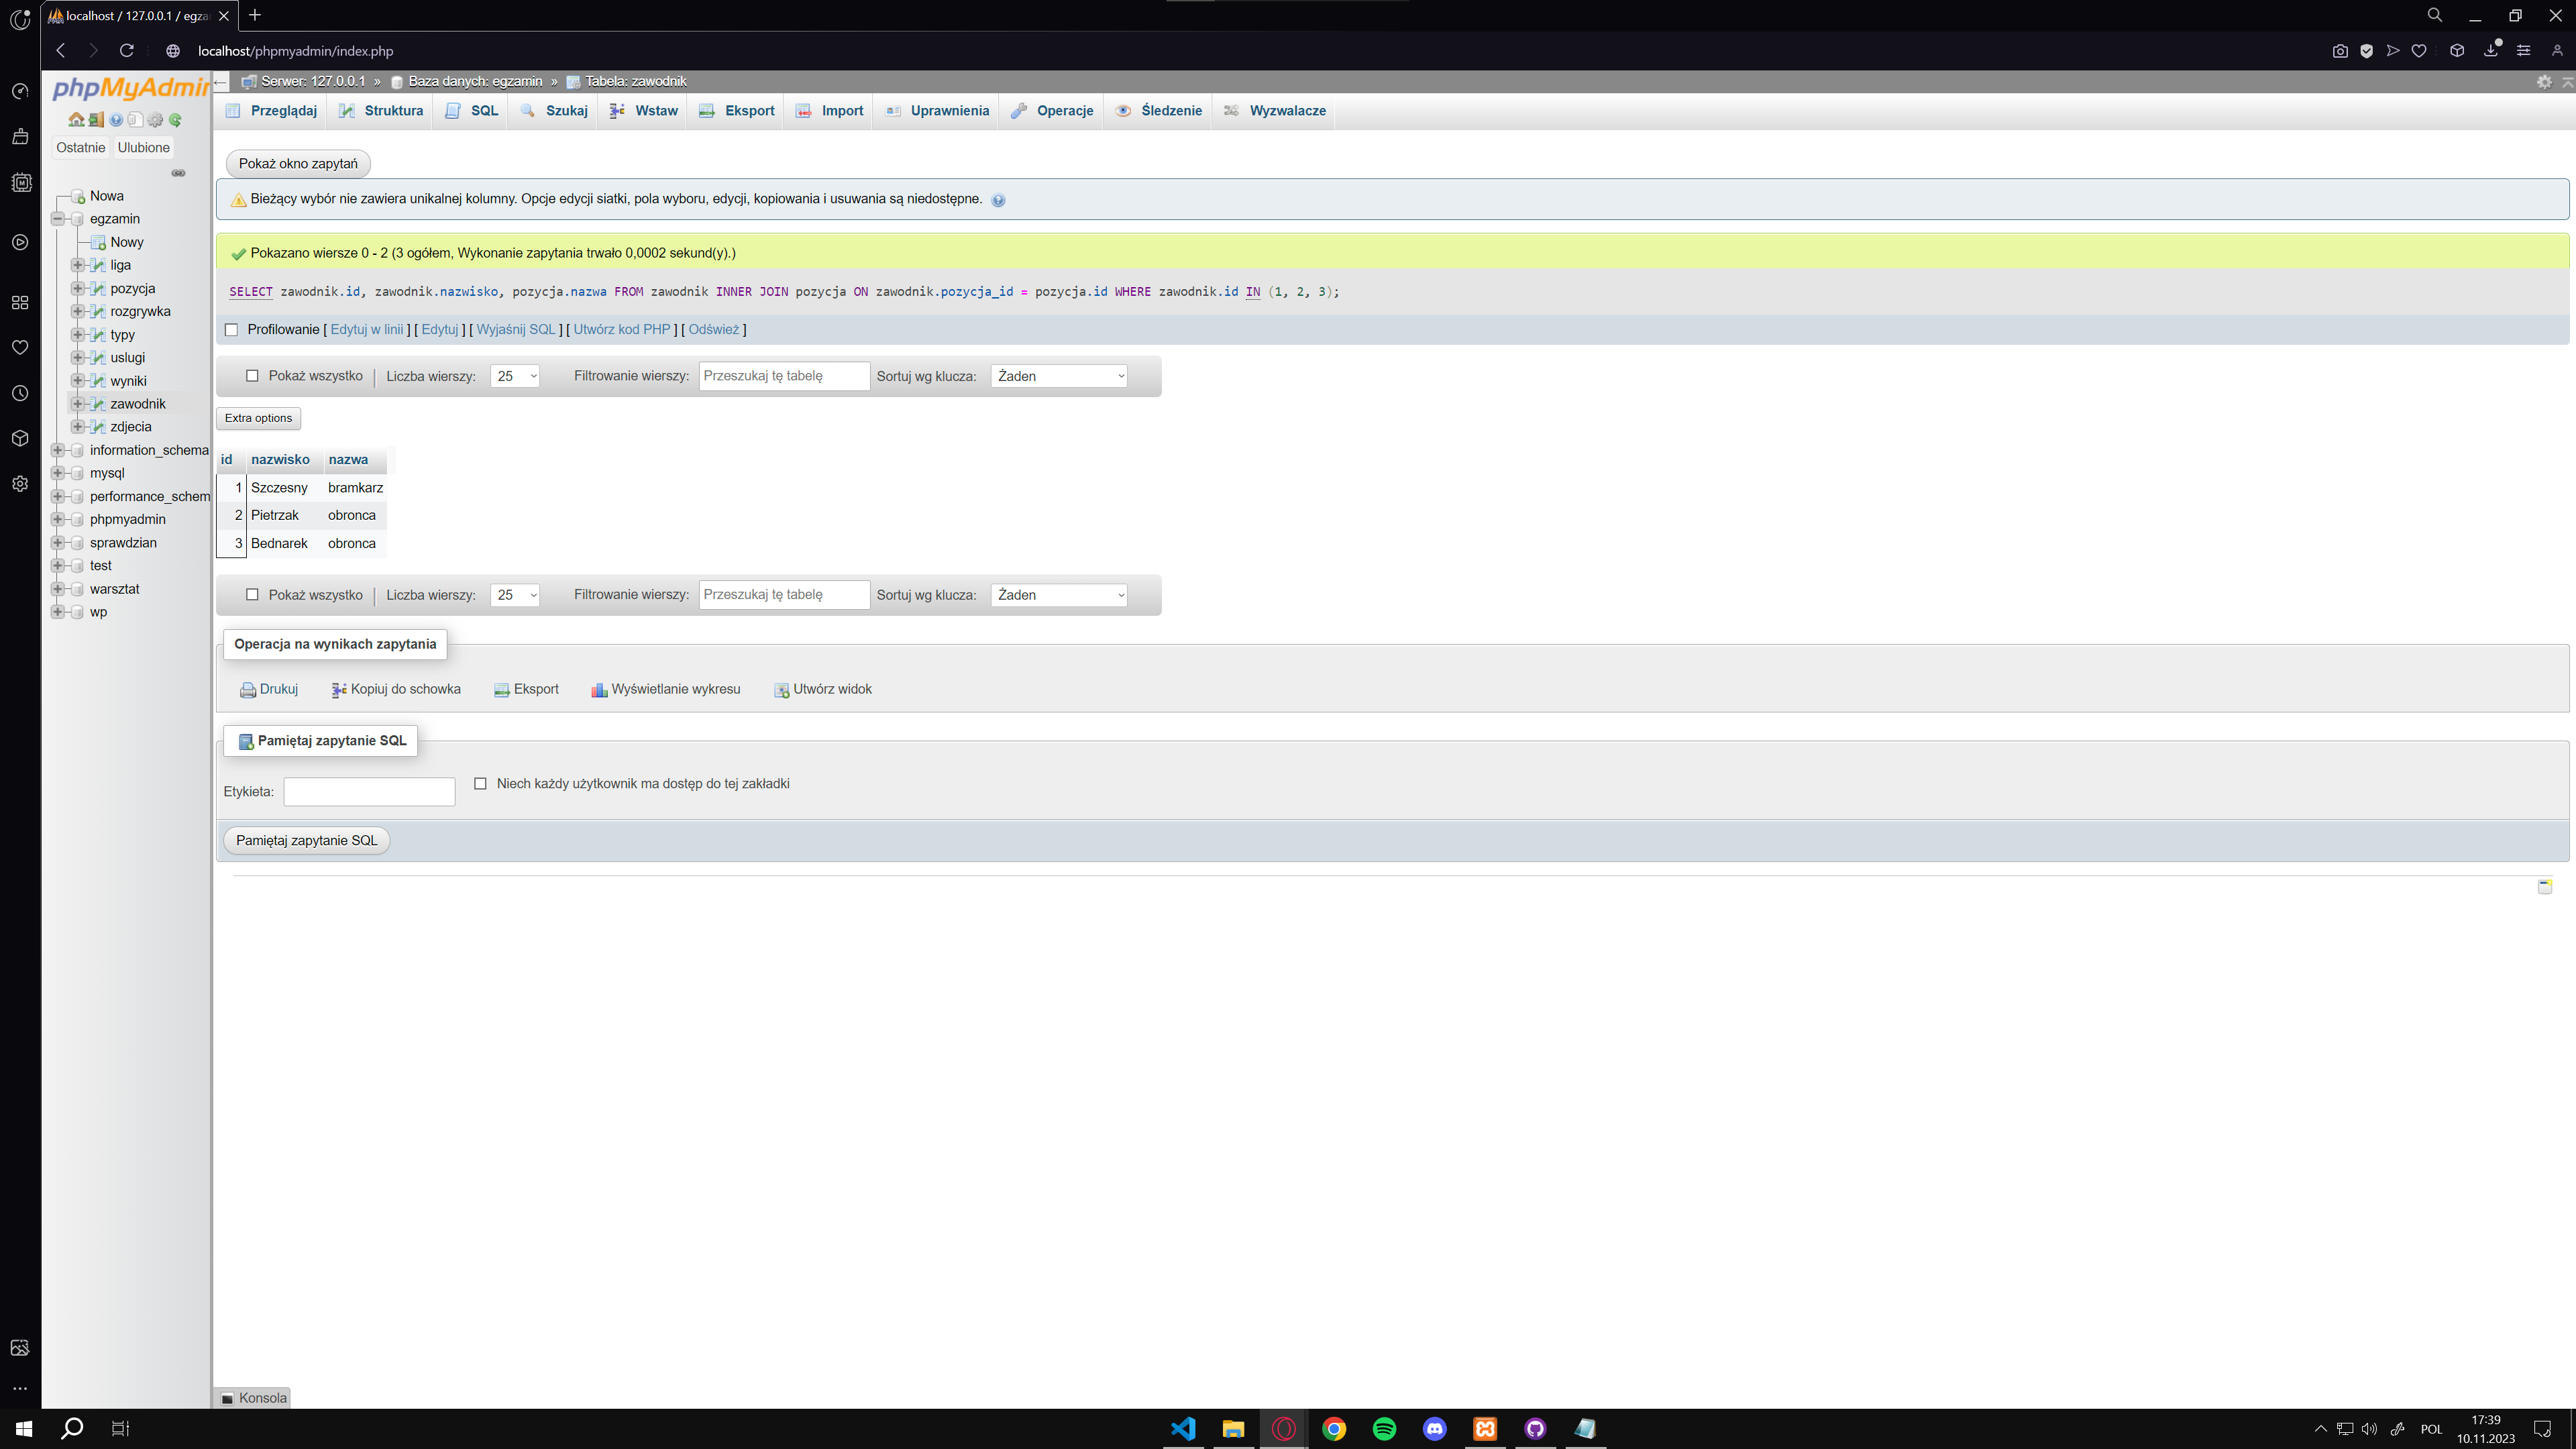 localhost / 127.0.0.1 / egza
localhost/phpmyadmin/index.php
phpMyAdmin
Serwer: 127.0.0.1 » Baza danych: egzamin » Tabela: zawodnik
Przeglądaj Struktura SQL Szukaj Wstaw Eksport Import Uprawnienia Operacje Śledzenie Wyzwalacze
Ostatnie Ulubione
Nowa
egzamin
Nowy
liga
pozycja
rozgrywka
typy
uslugi
wyniki
zawodnik
zdjecia
information_schema
mysql
performance_schem
phpmyadmin
sprawdzian
test
warsztat
wp
Pokaż okno zapytań
Bieżący wybór nie zawiera unikalnej kolumny. Opcje edycji siatki, pola wyboru, edycji, kopiowania i usuwania są niedostępne.
Pokazano wiersze 0 - 2 (3 ogółem, Wykonanie zapytania trwało 0,0002 sekund(y).)
SELECT zawodnik.id, zawodnik.nazwisko, pozycja.nazwa FROM zawodnik INNER JOIN pozycja ON zawodnik.pozycja_id = pozycja.id WHERE zawodnik.id IN (1, 2, 3);
Profilowanie [ Edytuj w linii ] [ Edytuj ] [ Wyjaśnij SQL ] [ Utwórz kod PHP ] [ Odśwież ]
Pokaż wszystko | Liczba wierszy: 25 Filtrowanie wierszy: Przeszukaj tę tabelę Sortuj wg klucza: Żaden
Extra options
id nazwisko nazwa
1 Szczesny bramkarz
2 Pietrzak obronca
3 Bednarek obronca
Pokaż wszystko | Liczba wierszy: 25 Filtrowanie wierszy: Przeszukaj tę tabelę Sortuj wg klucza: Żaden
Operacja na wynikach zapytania
Drukuj Kopiuj do schowka Eksport Wyświetlanie wykresu Utwórz widok
Pamiętaj zapytanie SQL
Etykieta: Niech każdy użytkownik ma dostęp do tej zakładki
Pamiętaj zapytanie SQL
Konsola
POL 17:39
10.11.2023